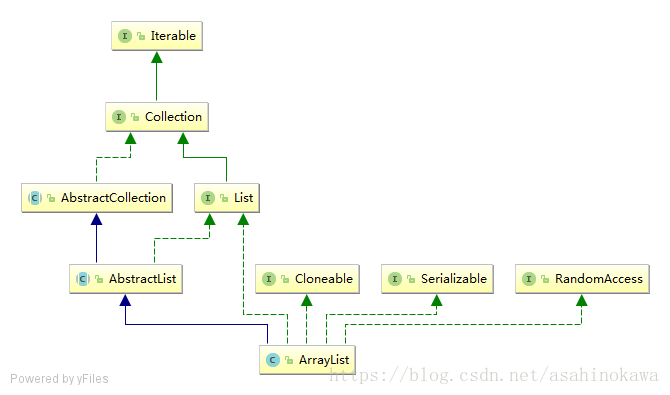 Iterable
Collection
AbstractCollection
List
AbstractList
Cloneable
Serializable
RandomAccess
ArrayList
Powered by yFiles
https://blog.csdn.net/asahinokawa